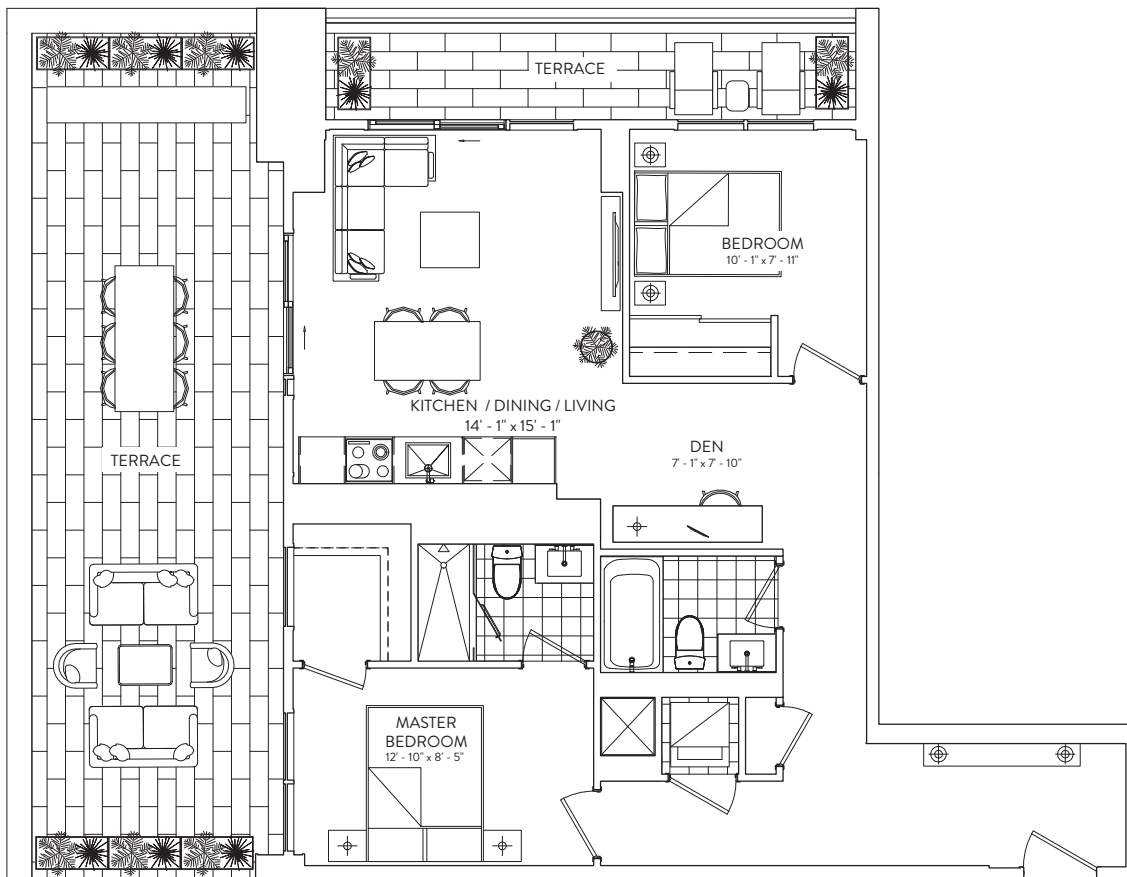 TERRACE
BEDROOM
10' - 1" x 7' - 11"
KITCHEN / DINING / LIVING
14' - 1" x 15' - 1"
DEN
7' - 1" x 7' - 10"
TERRACE
MASTER
BEDROOM
12' - 10" x 8' - 5"